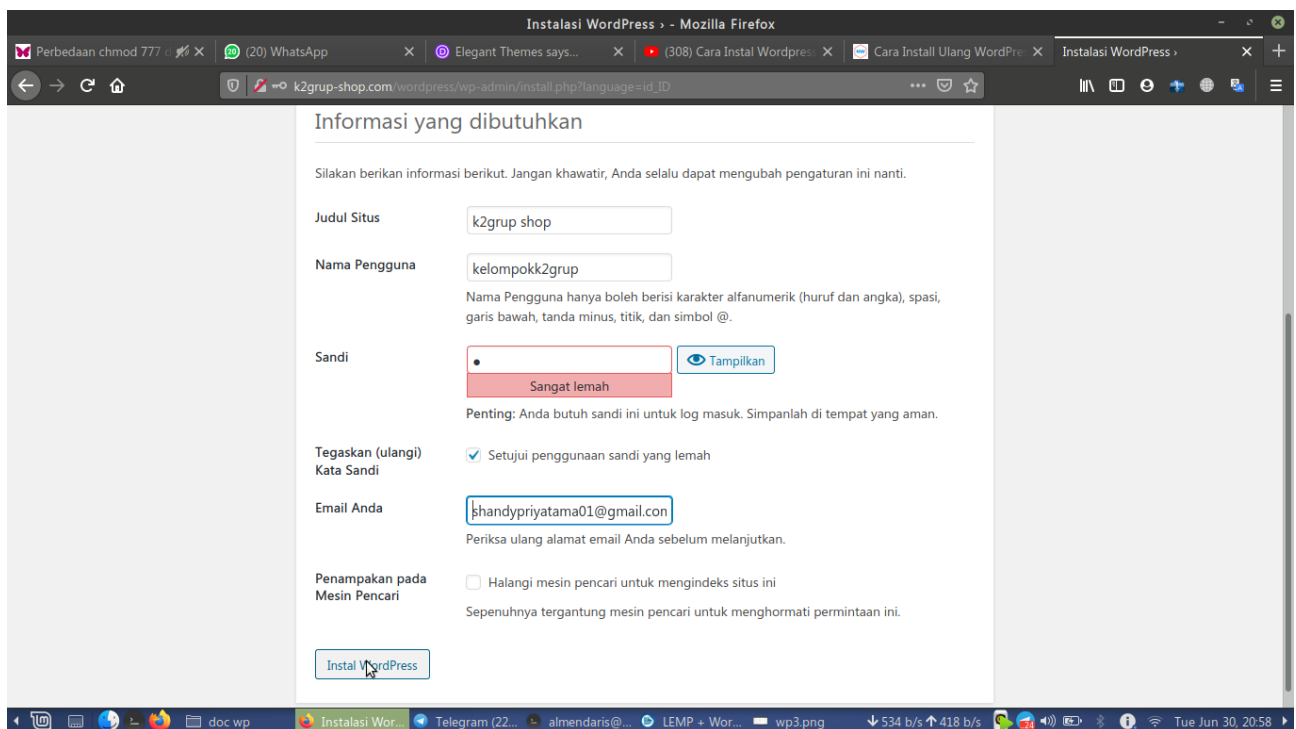 Instalasi WordPress › - Mozilla Firefox
Perbedaan chmod 777 d
(20) WhatsApp
Elegant Themes says...
(308) Cara Instal Wordpress
Cara Install Ulang WordPre
Instalasi WordPress ›
k2grup-shop.com/wordpress/wp-admin/install.php?language=id_ID
Informasi yang dibutuhkan
Silakan berikan informasi berikut. Jangan khawatir, Anda selalu dapat mengubah pengaturan ini nanti.
Judul Situs
k2grup shop
Nama Pengguna
kelompokk2grup
Nama Pengguna hanya boleh berisi karakter alfanumerik (huruf dan angka), spasi,
garis bawah, tanda minus, titik, dan simbol @.
Sandi
Tampilkan
Sangat lemah
Penting: Anda butuh sandi ini untuk log masuk. Simpanlah di tempat yang aman.
Tegaskan (ulangi)
Kata Sandi
Setujui penggunaan sandi yang lemah
Email Anda
shandypriyatama01@gmail.con
Periksa ulang alamat email Anda sebelum melanjutkan.
Penampakan pada
Mesin Pencari
Halangi mesin pencari untuk mengindeks situs ini
Sepenuhnya tergantung mesin pencari untuk menghormati permintaan ini.
Instal WordPress
doc wp
Instalasi Wor...
Telegram (22...
almendaris@...
LEMP + Wor...
wp3.png
534 b/s
418 b/s
24
Tue Jun 30, 20:58